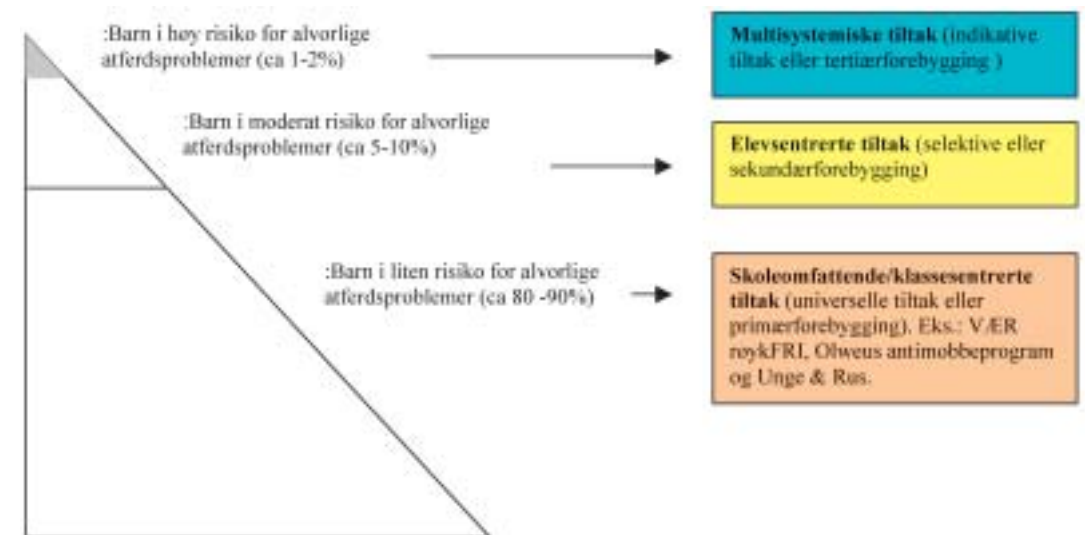 :Barn i høy risiko for alvorlige
atferdsproblemer (ca 1-2%)
Multisystemiske tiltak (indikative
tiltak eller tertiærforebygging )
:Barn i moderat risiko for alvorlige
atferdsproblemer (ca 5-10%)
Elevsentrerte tiltak (selektive eller
sekundærforebygging)
:Barn i liten risiko for alvorlige
atferdsproblemer (ca 80 -90%)
Skoleomfattende/klassesentrerte
tiltak (universelle tiltak eller
primærforebygging). Eks.: VÆR
røykFRI, Olweus antimobbeprogram
og Unge & Rus.